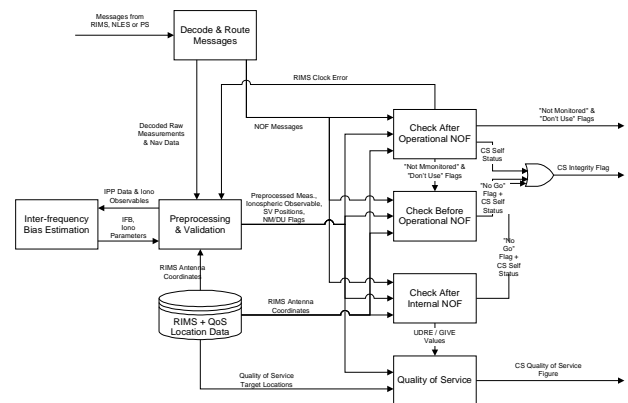 Messages from
RIMS, NLES or PS
Decode & Route
Messages
RIMS Clock Error
Decoded Raw
Measurements
& Nav Data
NOF Messages
Check After
Operational NOF
"Not Monitored" &
"Don't Use" Flags
CS Self
Status
CS Integrity Flag
"Not Mmonitored" &
"Don't Use" Flags
"No Go"
Flag + CS Self
Status
IPP Data & Iono
Observables
Preprocessed Meas.,
Ionospheric Observable,
SV Positions,
NM/DU Flags
Inter-frequency
Bias Estimation
Preprocessing
& Validation
Check Before
Operational NOF
IFB,
Iono
Parameters
"No
Go"
Flag +
CS Self
Status
RIMS Antenna
Coordinates
RIMS + QoS
Location Data
RIMS Antenna
Coordinates
Check After
Internal NOF
UDRE / GIVE
Values
Quality of Service
Target Locations
Quality of Service
CS Quality of Service
Figure